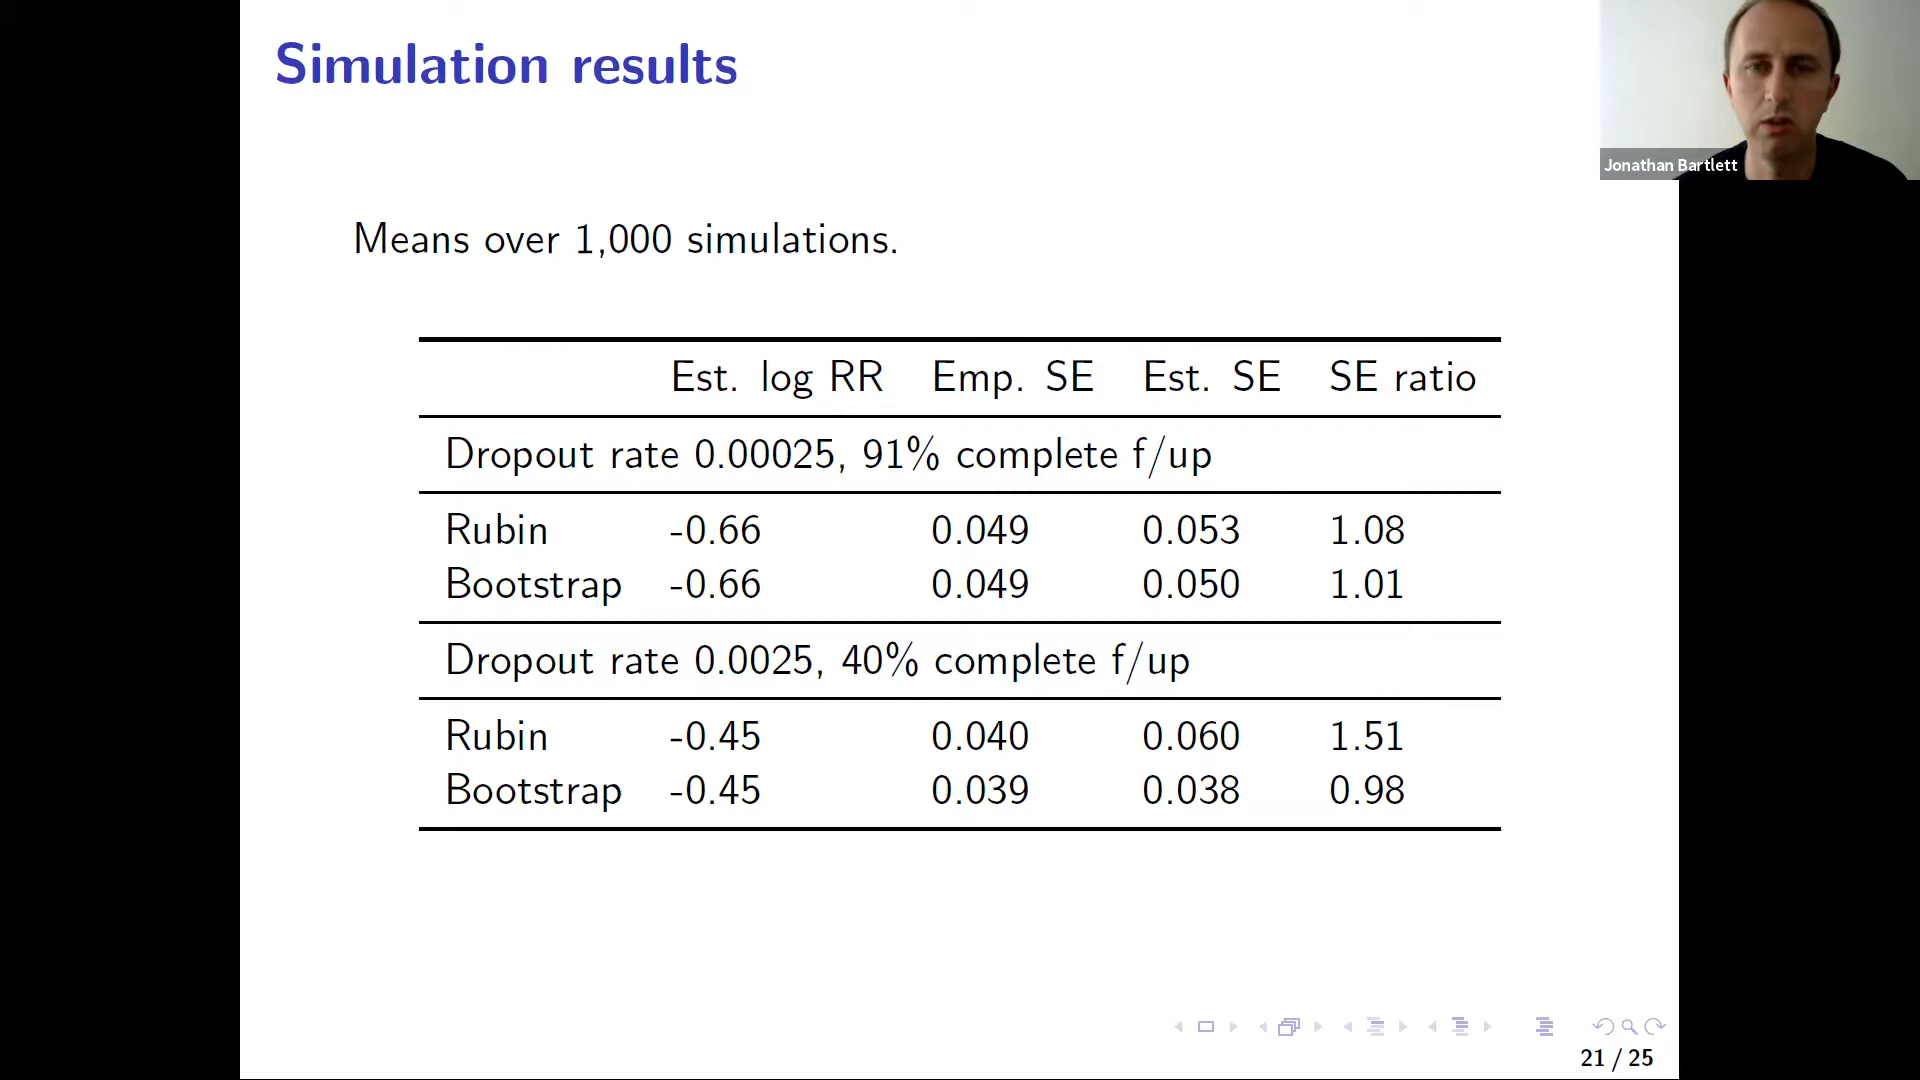 Simulation results
Jonathan Bartlett
Means over 1,000 simulations.
Est. log RR Emp. SE Est. SE SE ratio
Dropout rate 0.00025, 91% complete f/up
Rubin -0.66 0.049 0.053 1.08
Bootstrap -0.66 0.049 0.050 1.01
Dropout rate 0.0025, 40% complete f/up
Rubin -0.45 0.040 0.060 1.51
Bootstrap -0.45 0.039 0.038 0.98
21 / 25